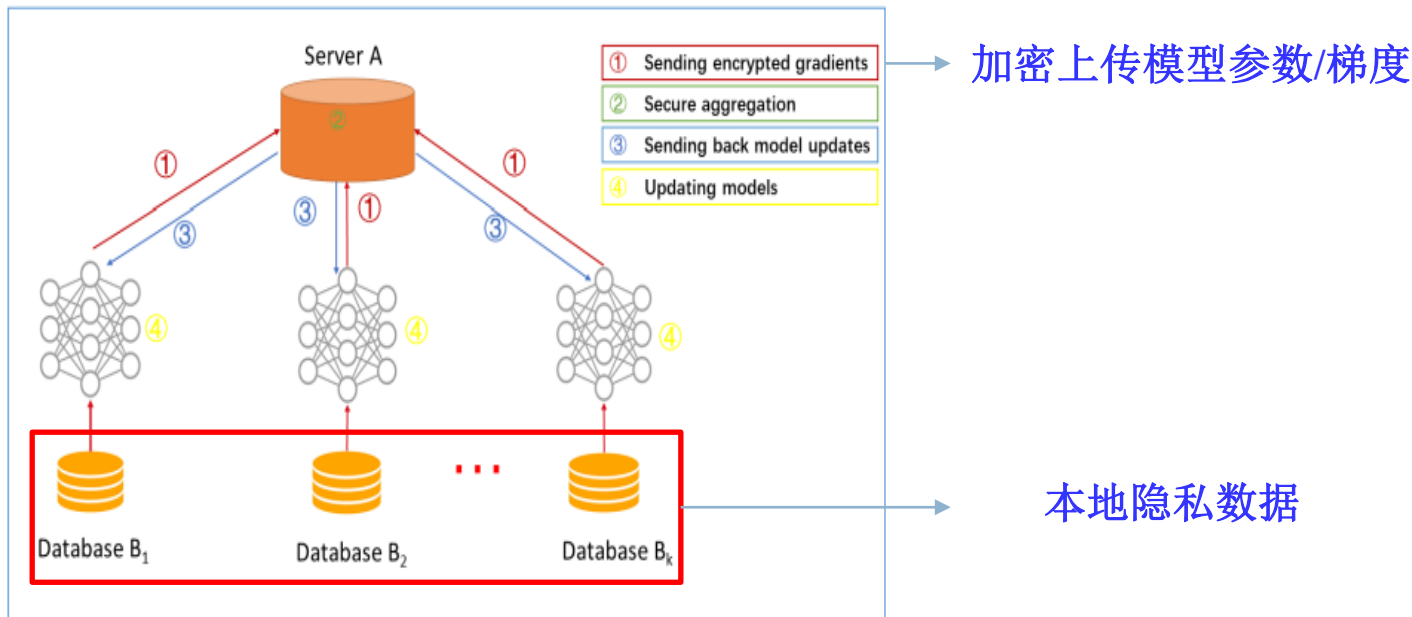 Server A
② 
① Sending encrypted gradients
② Secure aggregation
③ Sending back model updates
④ Updating models
加密上传模型参数/梯度
① ① 
③ ③ ① ③
④ ④ ④
...
Database B₁ Database B₂ Database Bₖ
本地隐私数据